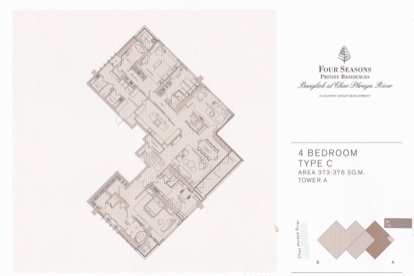 FOUR SEASONS
PRIVATE RESIDENCES
Bangkok at Chao Phraya River
A COUNTRY GROUP DEVELOPMENT
4 BEDROOM
TYPE C
AREA 373-376 SQ.M.
TOWER A
Chao Phraya River
B A